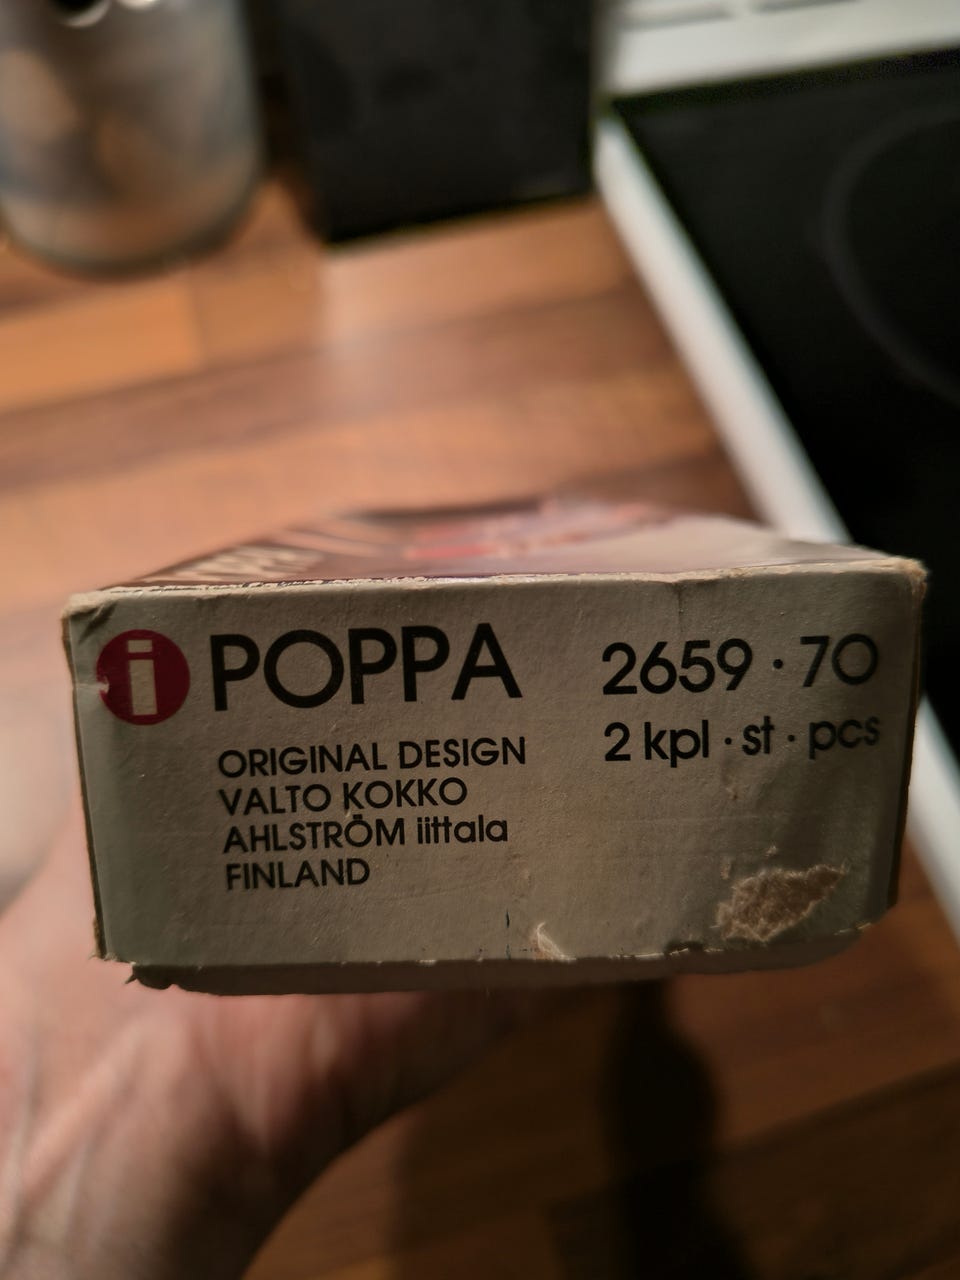 i POPPA 2659 · 70
2 kpl · st · pcs
ORIGINAL DESIGN
VALTO KOKKO
AHLSTRÖM iittala
FINLAND